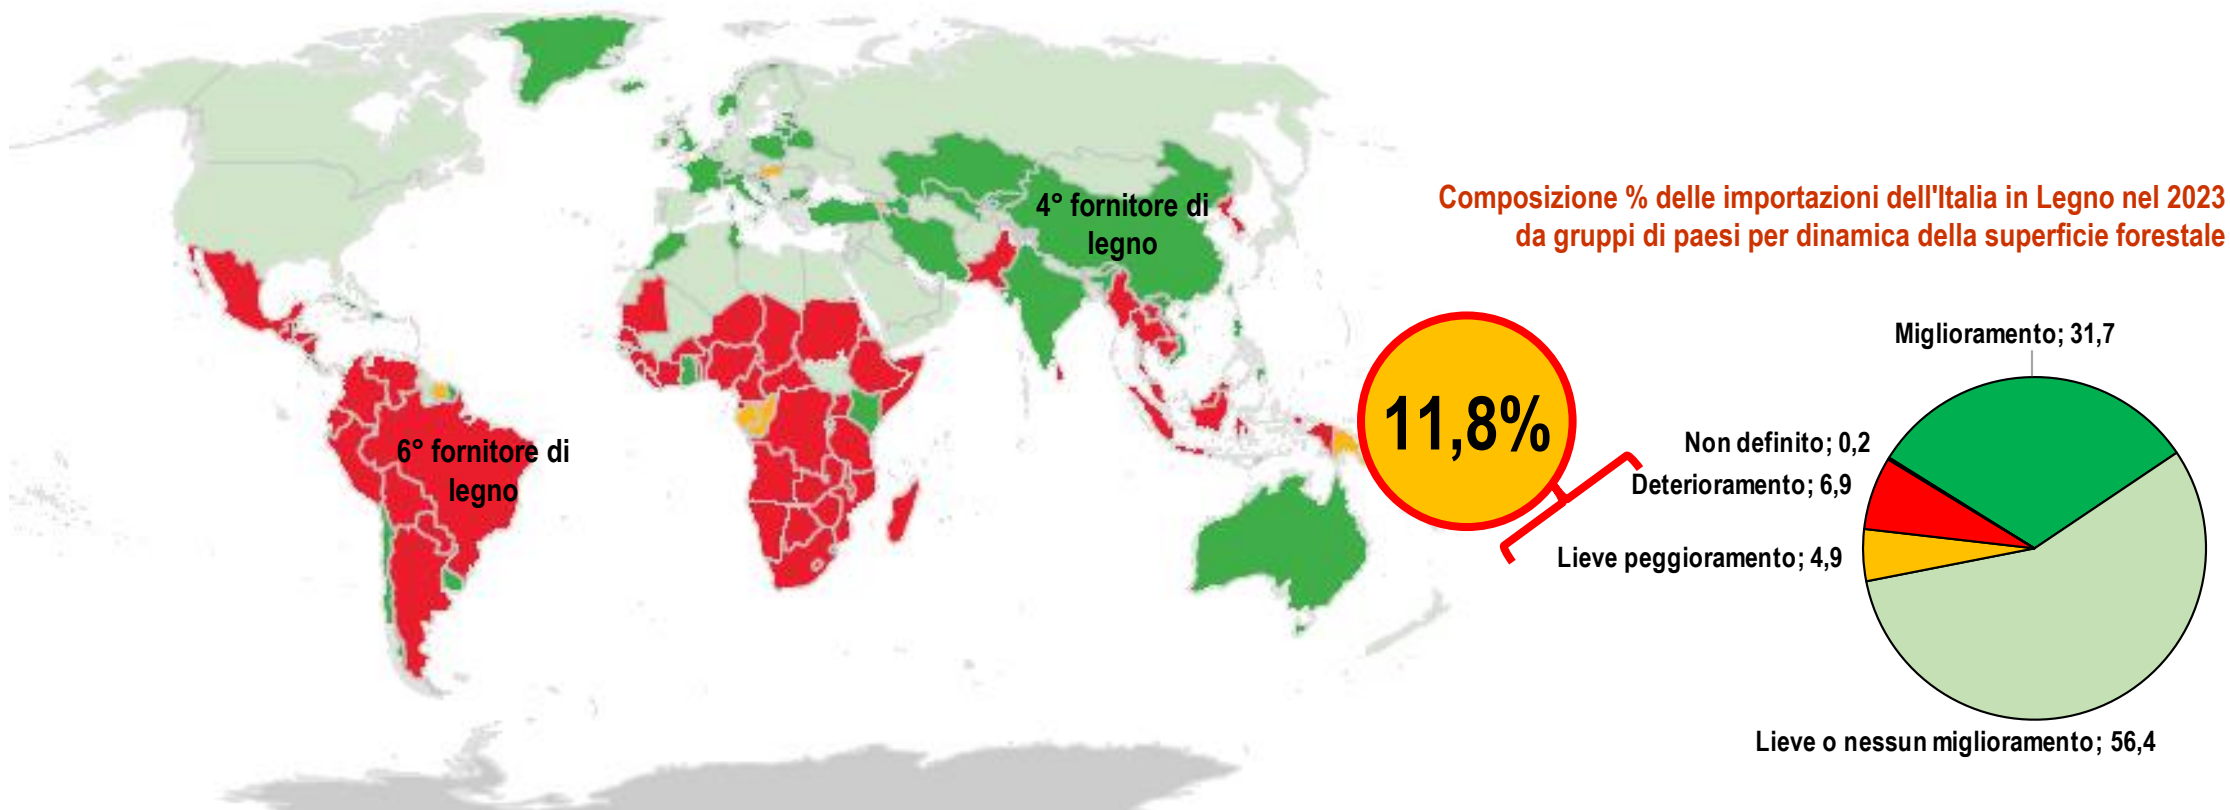 4° fornitore di
legno
6° fornitore di
legno
Composizione % delle importazioni dell'Italia in Legno nel 2023
da gruppi di paesi per dinamica della superficie forestale
11,8%
Miglioramento; 31,7
Non definito; 0,2
Deterioramento; 6,9
Lieve peggioramento; 4,9
Lieve o nessun miglioramento; 56,4